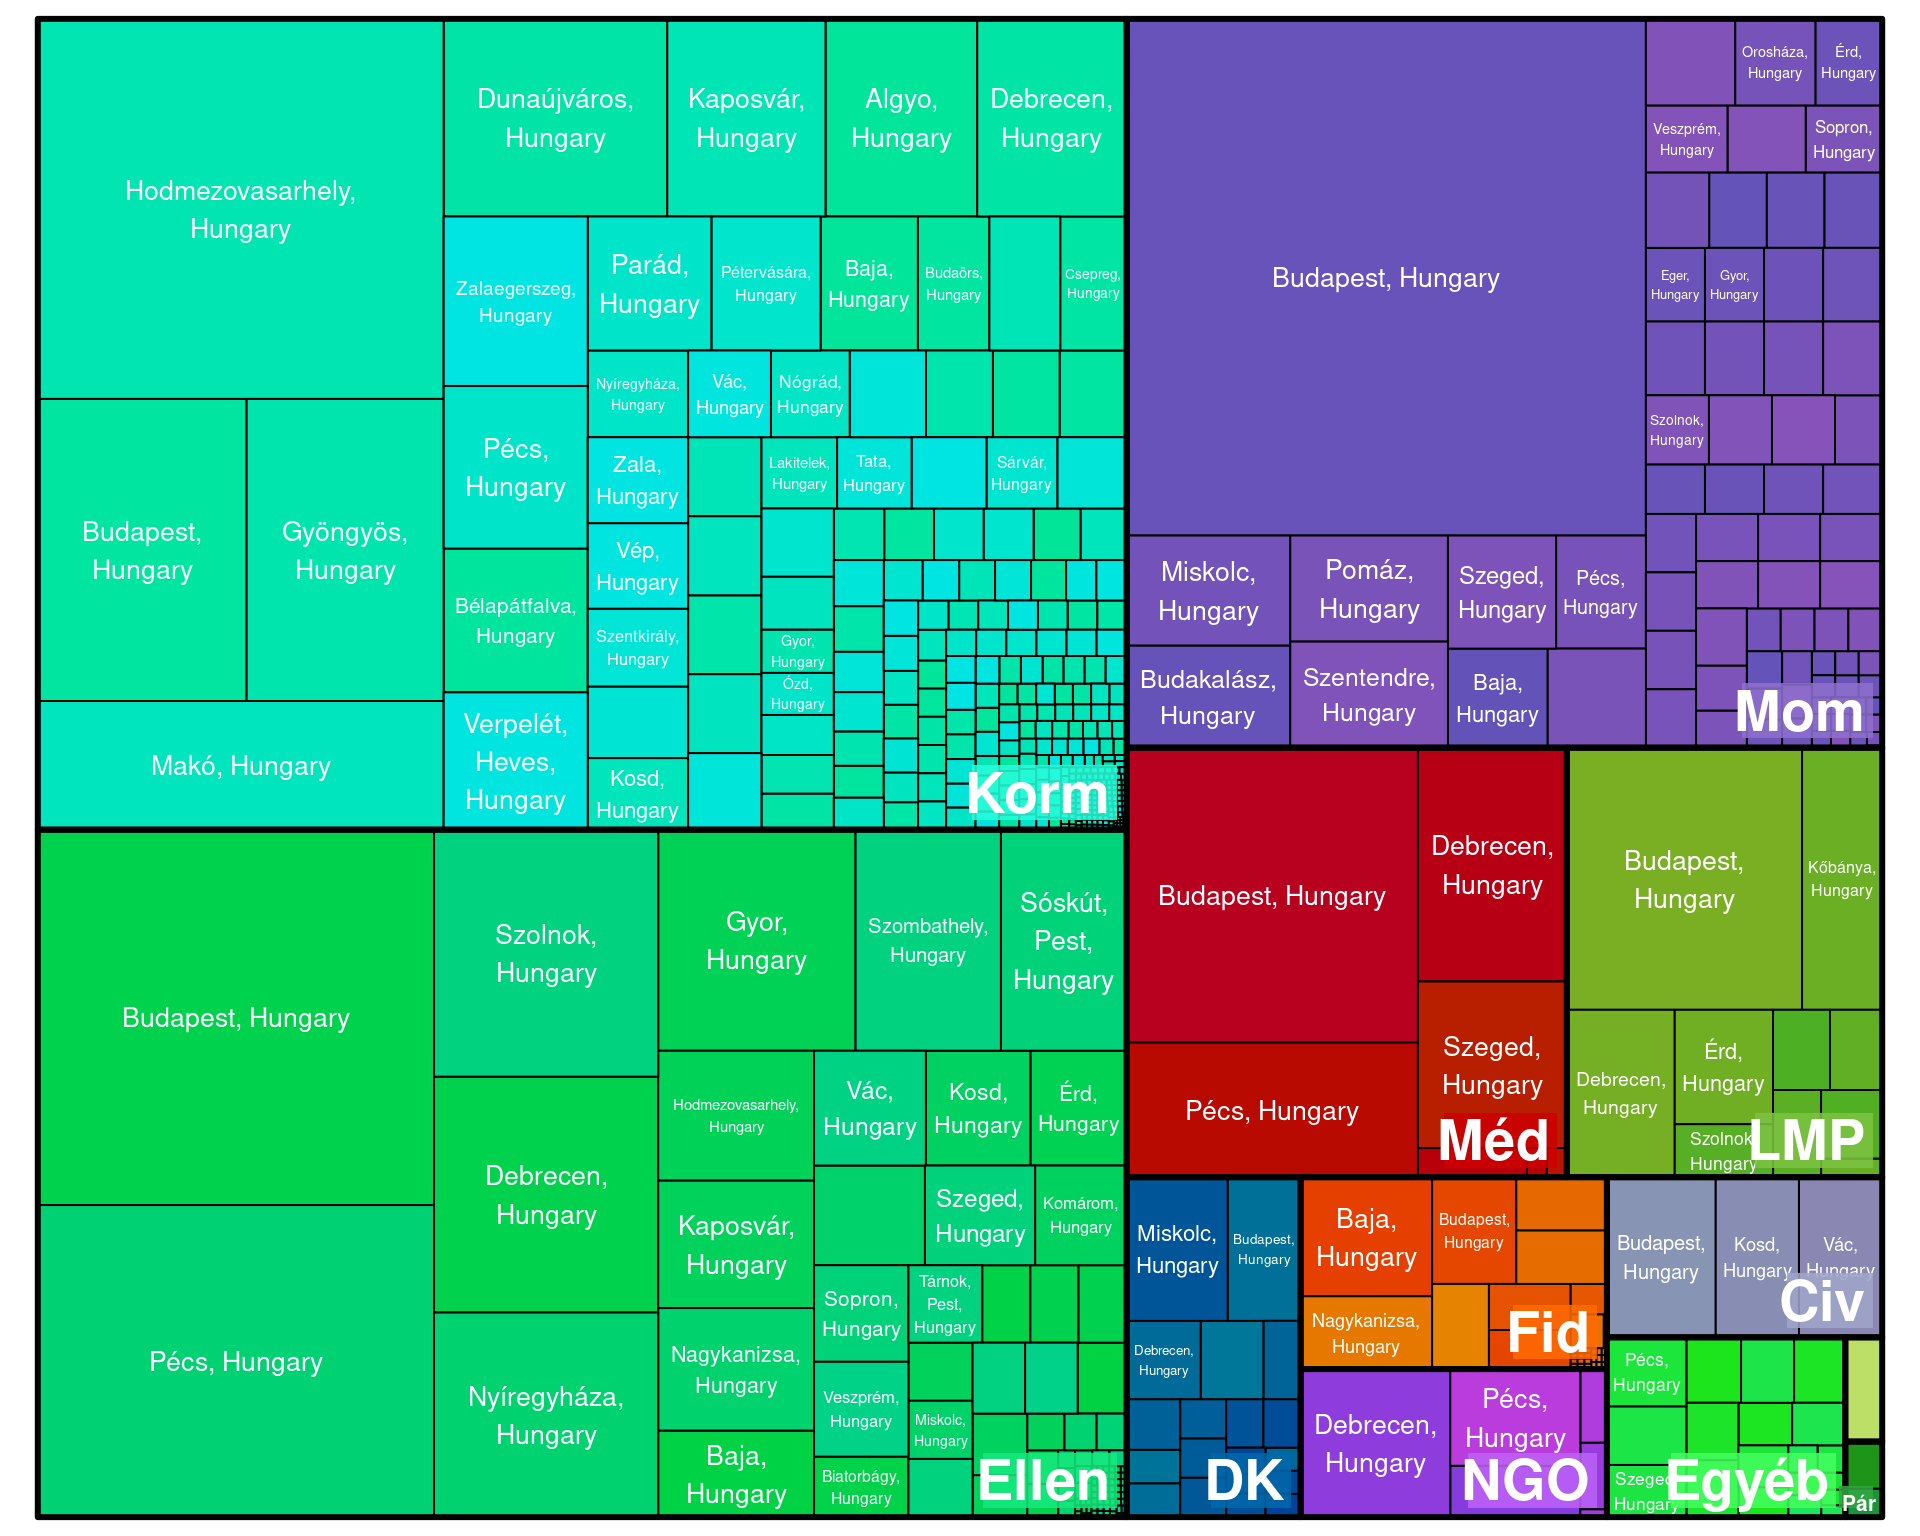 Hodmezovasarhely,
Hungary
Dunaújváros,
Hungary
Kaposvár,
Hungary
Algyo,
Hungary
Debrecen,
Hungary
Zalaegerszeg,
Hungary
Parád,
Hungary
Pétervására,
Hungary
Baja,
Hungary
Budaörs,
Hungary
Csepreg,
Hungary
Nyíregyháza,
Hungary
Vác,
Hungary
Nógrád,
Hungary
Budapest,
Hungary
Gyöngyös,
Hungary
Pécs,
Hungary
Zala,
Hungary
Lakitelek,
Hungary
Tata,
Hungary
Sárvár,
Hungary
Vép,
Hungary
Bélapátfalva,
Hungary
Szentkirály,
Hungary
Gyor,
Hungary
Ózd,
Hungary
Makó, Hungary
Verpelét,
Heves,
Hungary
Kosd,
Hungary
Korm
Budapest, Hungary
Orosháza,
Hungary
Érd,
Hungary
Veszprém,
Hungary
Sopron,
Hungary
Eger,
Hungary
Gyor,
Hungary
Szolnok,
Hungary
Miskolc,
Hungary
Pomáz,
Hungary
Szeged,
Hungary
Pécs,
Hungary
Budakalász,
Hungary
Szentendre,
Hungary
Baja,
Hungary
Mom
Budapest, Hungary
Szolnok,
Hungary
Gyor,
Hungary
Szombathely,
Hungary
Sóskút,
Pest,
Hungary
Hodmezovasarhely,
Hungary
Vác,
Hungary
Kosd,
Hungary
Érd,
Hungary
Debrecen,
Hungary
Kaposvár,
Hungary
Szeged,
Hungary
Komárom,
Hungary
Pécs, Hungary
Sopron,
Hungary
Tárnok,
Pest,
Hungary
Nyíregyháza,
Hungary
Nagykanizsa,
Hungary
Veszprém,
Hungary
Miskolc,
Hungary
Baja,
Hungary
Biatorbágy,
Hungary
Ellen
Budapest, Hungary
Debrecen,
Hungary
Pécs, Hungary
Szeged,
Hungary
Méd
Budapest,
Hungary
Kőbánya,
Hungary
Debrecen,
Hungary
Érd,
Hungary
Szolnok,
Hungary
LMP
Miskolc,
Hungary
Budapest,
Hungary
Debrecen,
Hungary
DK
Baja,
Hungary
Budapest,
Hungary
Nagykanizsa,
Hungary
Fid
Budapest,
Hungary
Kosd,
Hungary
Vác,
Hungary
Civ
Debrecen,
Hungary
Pécs,
Hungary
NGO
Pécs,
Hungary
Szeged,
Hungary
Egyéb
Pár